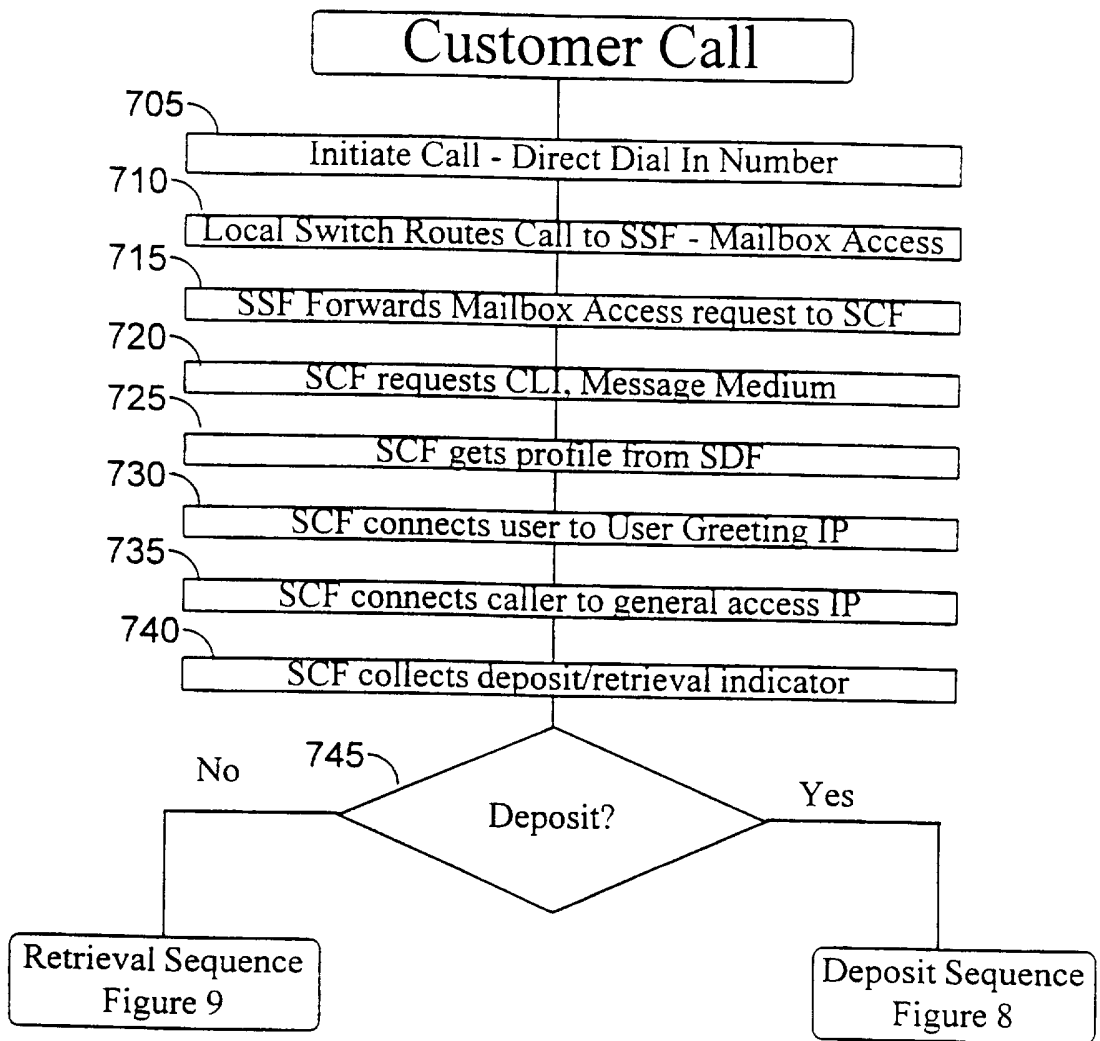 Customer Call
705
Initiate Call - Direct Dial In Number
710
Local Switch Routes Call to SSF - Mailbox Access
715
SSF Forwards Mailbox Access request to SCF
720
SCF requests CLI, Message Medium
725
SCF gets profile from SDF
730
SCF connects user to User Greeting IP
735
SCF connects caller to general access IP
740
SCF collects deposit/retrieval indicator
745
No
Deposit?
Yes
Retrieval Sequence
Figure 9
Deposit Sequence
Figure 8